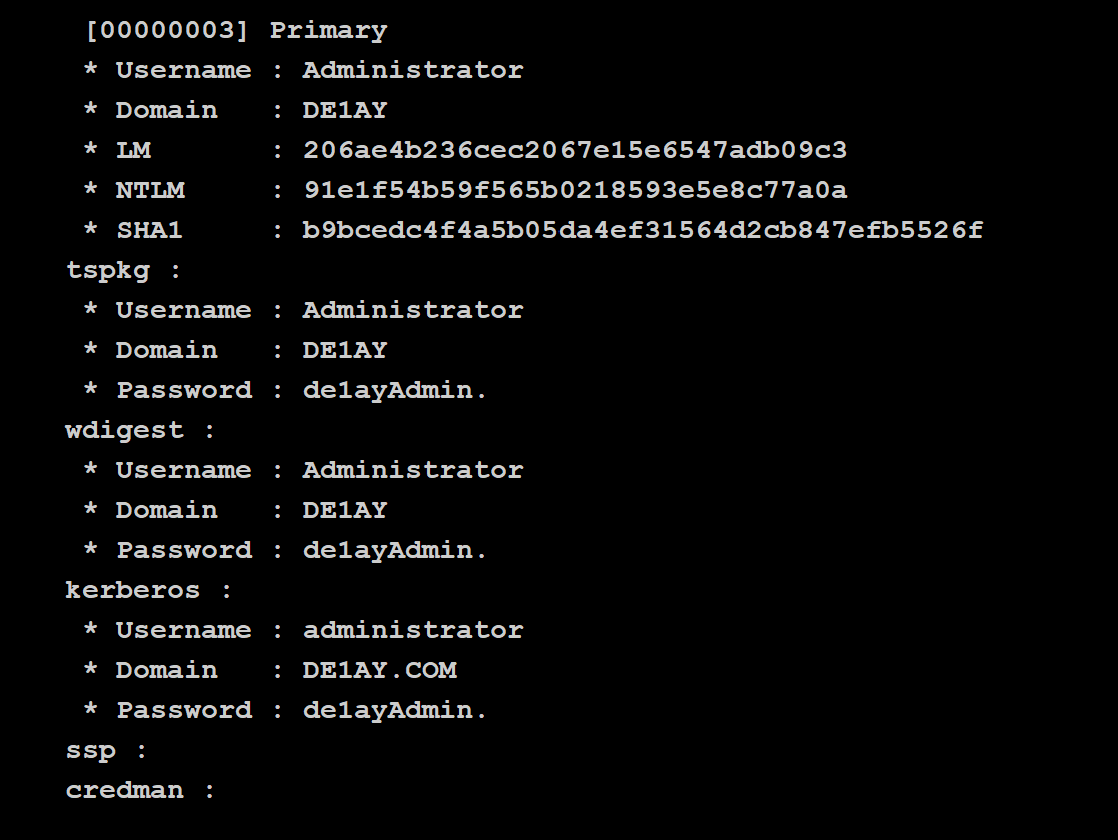 [00000003] Primary
* Username : Administrator
* Domain   : DE1AY
* LM       : 206ae4b236cec2067e15e6547adb09c3
* NTLM     : 91e1f54b59f565b0218593e5e8c77a0a
* SHA1     : b9bcedc4f4a5b05da4ef31564d2cb847efb5526f
tspkg :
* Username : Administrator
* Domain   : DE1AY
* Password : de1ayAdmin.
wdigest :
* Username : Administrator
* Domain   : DE1AY
* Password : de1ayAdmin.
kerberos :
* Username : administrator
* Domain   : DE1AY.COM
* Password : de1ayAdmin.
ssp :
credman :